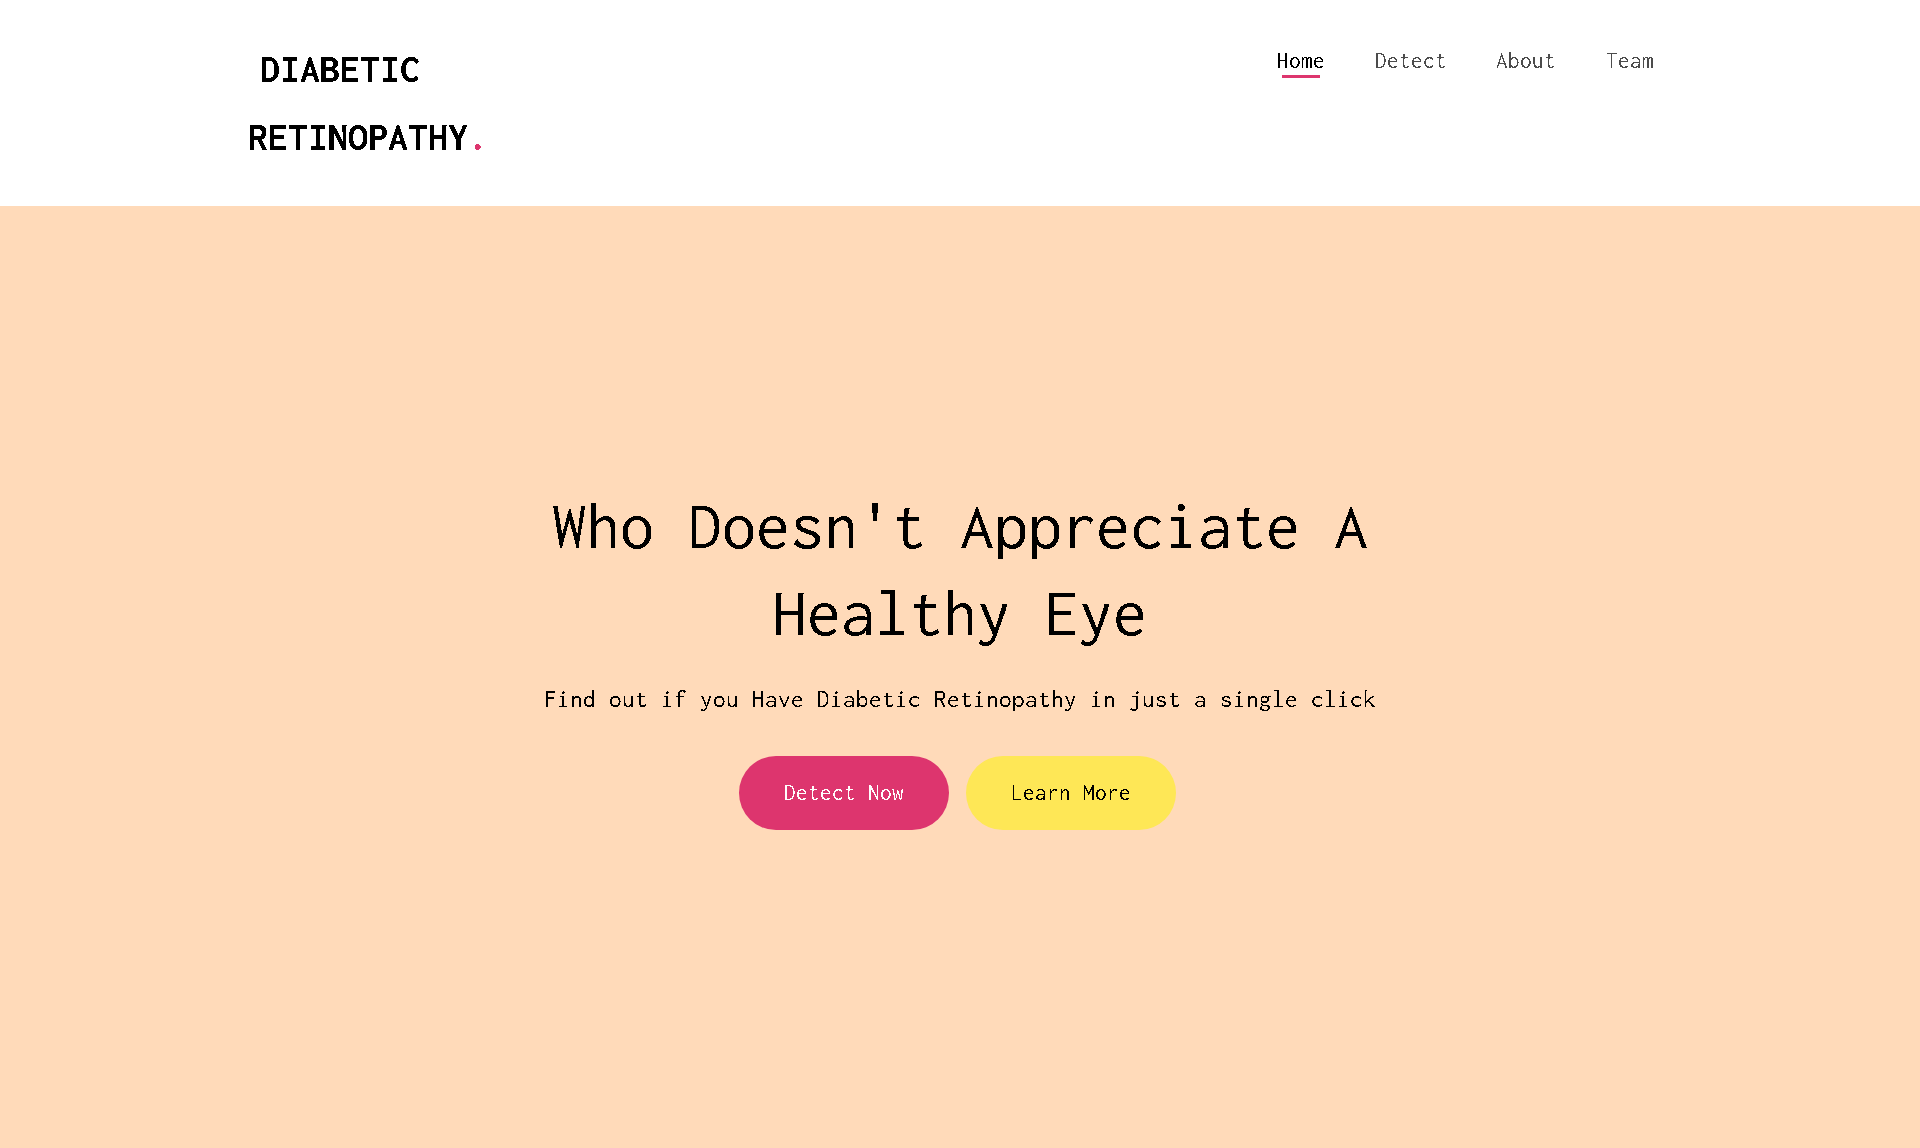 DIABETIC
RETINOPATHY.
Home Detect About Team
Who Doesn't Appreciate A
Healthy Eye
Find out if you Have Diabetic Retinopathy in just a single click
Detect Now Learn More